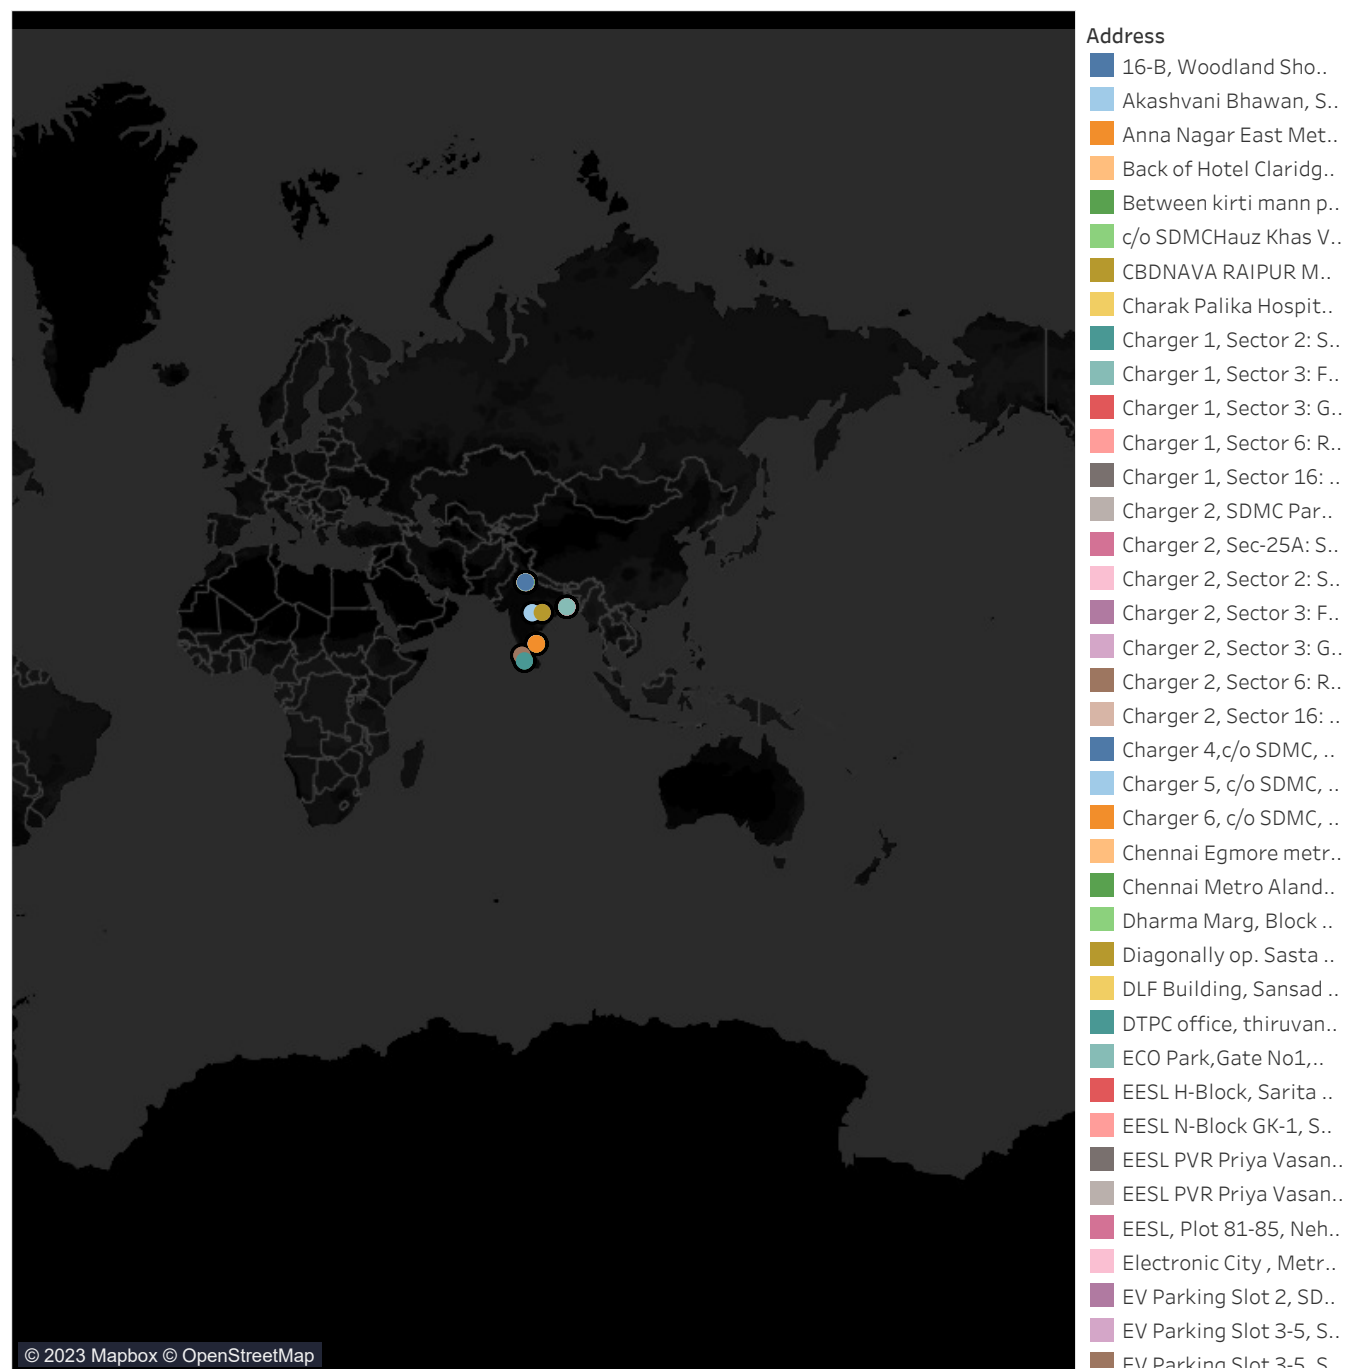 Address
16-B, Woodland Sho..
Akashvani Bhawan, S..
Anna Nagar East Met..
Back of Hotel Claridg..
Between kirti mann p..
c/o SDMCHauz Khas V..
CBDNAVA RAIPUR M..
Charak Palika Hospit..
Charger 1, Sector 2: S..
Charger 1, Sector 3: F..
Charger 1, Sector 3: G..
Charger 1, Sector 6: R..
Charger 1, Sector 16: ..
Charger 2, SDMC Par..
Charger 2, Sec-25A: S..
Charger 2, Sector 2: S..
Charger 2, Sector 3: F..
Charger 2, Sector 3: G..
Charger 2, Sector 6: R..
Charger 2, Sector 16: ..
Charger 4,c/o SDMC, ..
Charger 5, c/o SDMC, ..
Charger 6, c/o SDMC, ..
Chennai Egmore metr..
Chennai Metro Aland..
Dharma Marg, Block ..
Diagonally op. Sasta ..
DLF Building, Sansad ..
DTPC office, thiruvan..
ECO Park,Gate No1,..
EESL H-Block, Sarita ..
EESL N-Block GK-1, S..
EESL PVR Priya Vasan..
EESL PVR Priya Vasan..
EESL, Plot 81-85, Neh..
Electronic City , Metr..
EV Parking Slot 2, SD..
EV Parking Slot 3-5, S..
EV Parking Slot 3-5, S..
© 2023 Mapbox © OpenStreetMap